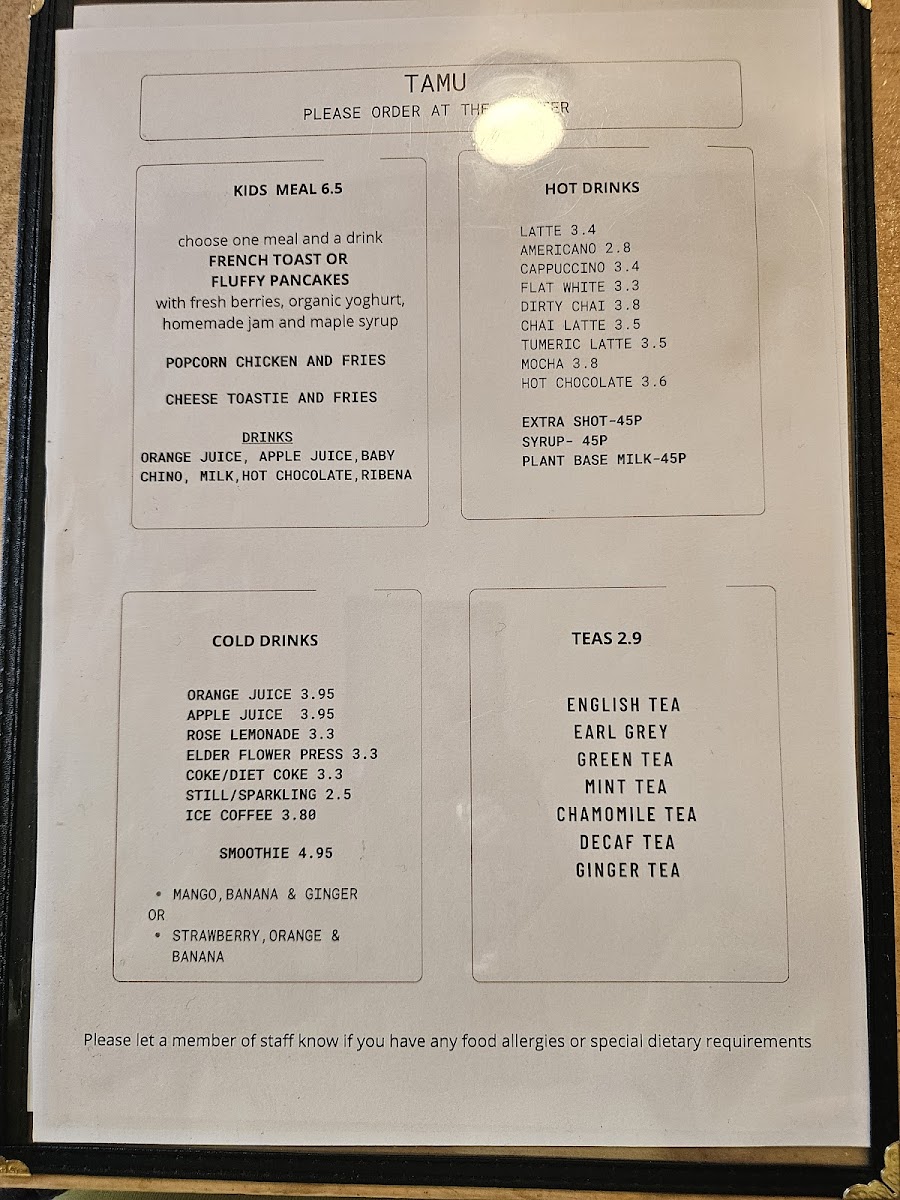 TAMU
PLEASE ORDER AT THE
KIDS MEAL 6.5
choose one meal and a drink
FRENCH TOAST OR
FLUFFY PANCAKES
with fresh berries, organic yoghurt,
homemade jam and maple syrup
POPCORN CHICKEN AND FRIES
CHEESE TOASTIE AND FRIES
DRINKS
ORANGE JUICE, APPLE JUICE,BABY
CHINO, MILK,HOT CHOCOLATE,RIBENA
HOT DRINKS
LATTE 3.4
AMERICANO 2.8
CAPPUCCINO 3.4
FLAT WHITE 3.3
DIRTY CHAI 3.8
CHAI LATTE 3.5
TUMERIC LATTE 3.5
MOCHA 3.8
HOT CHOCOLATE 3.6
EXTRA SHOT-45P
SYRUP- 45P
PLANT BASE MILK-45P
COLD DRINKS
ORANGE JUICE 3.95
APPLE JUICE 3.95
ROSE LEMONADE 3.3
ELDER FLOWER PRESS 3.3
COKE/DIET COKE 3.3
STILL/SPARKLING 2.5
ICE COFFEE 3.80
SMOOTHIE 4.95
• MANGO,BANANA & GINGER
OR
• STRAWBERRY,ORANGE &
BANANA
TEAS 2.9
ENGLISH TEA
EARL GREY
GREEN TEA
MINT TEA
CHAMOMILE TEA
DECAF TEA
GINGER TEA
Please let a member of staff know if you have any food allergies or special dietary requirements